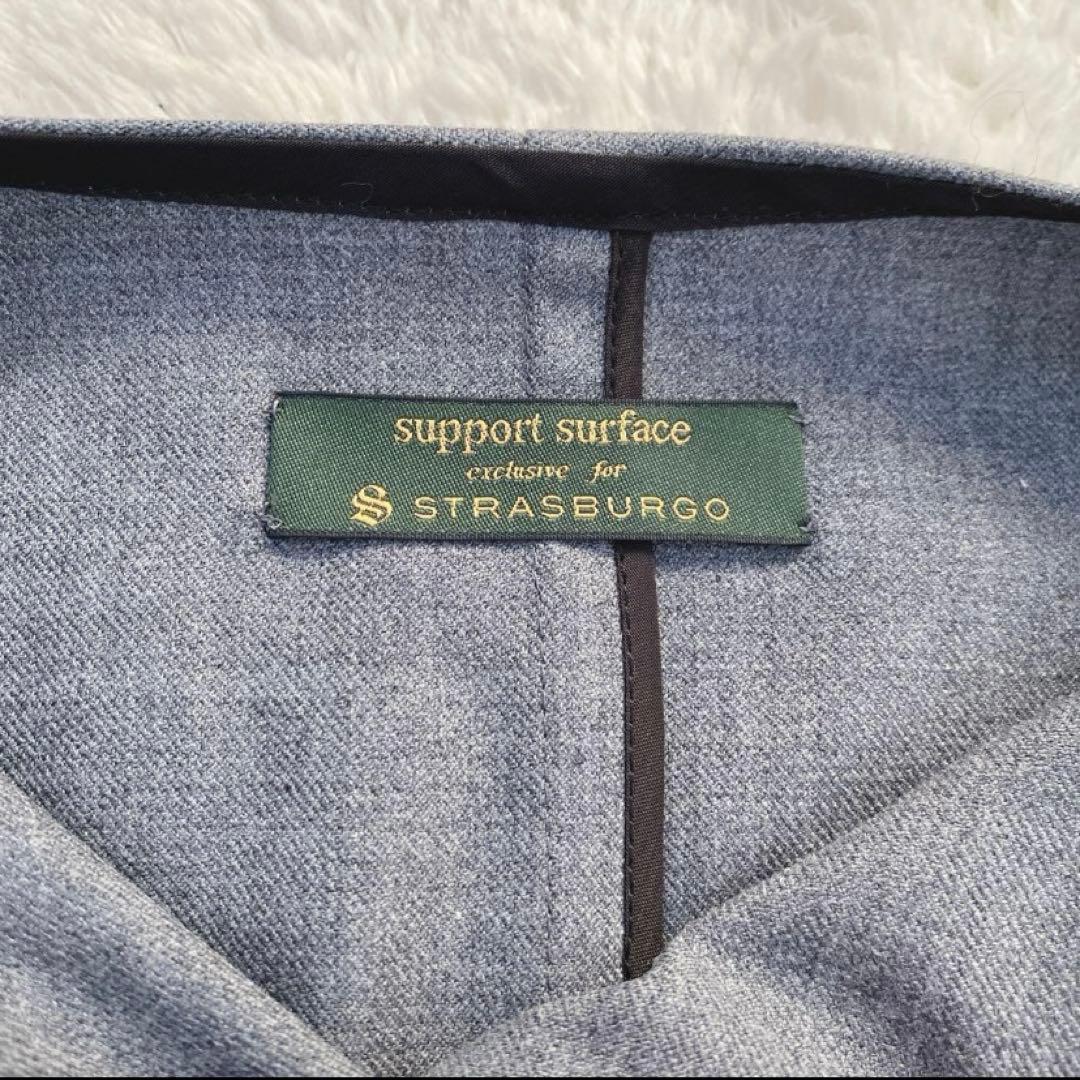 support surface
exclusive for
S STRASBURGO